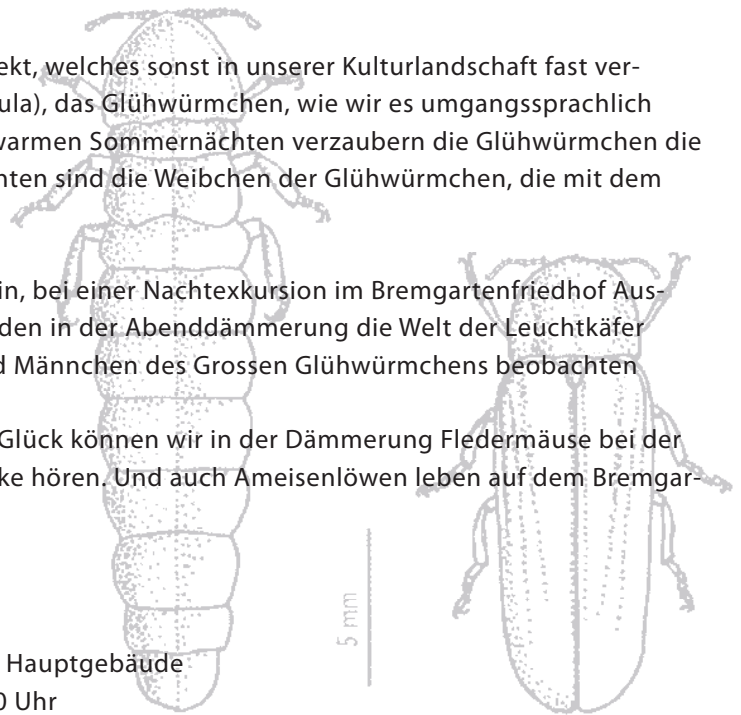 ekt, welches sonst in unserer Kulturlandschaft fast ver-
ula), das Glühwürmchen, wie wir es umgangssprachlich
warmen Sommernächten verzaubern die Glühwürmchen die
nten sind die Weibchen der Glühwürmchen, die mit dem
in, bei einer Nachtexkursion im Bremgartenfriedhof Aus-
den in der Abenddämmerung die Welt der Leuchtkäfer
d Männchen des Grossen Glühwürmchens beobachten
Glück können wir in der Dämmerung Fledermäuse bei der
ke hören. Und auch Ameisenlöwen leben auf dem Bremgar-
5 mm
Hauptgebäude
0 Uhr